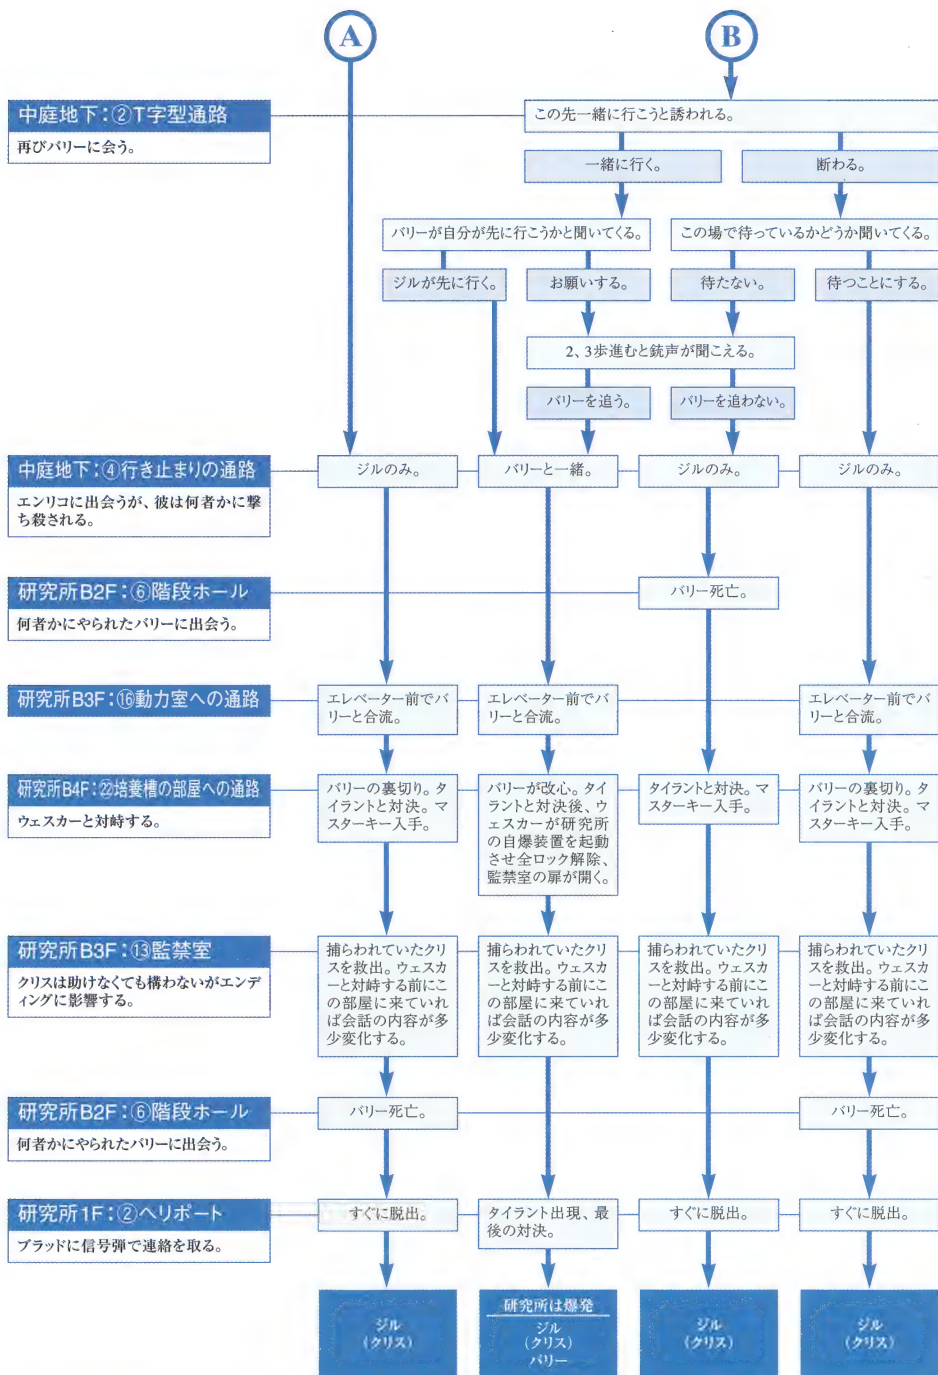 A
B
中庭地下：②T字型通路
再びバリーに会う。
この先一緒に行こうと誘われる。
一緒に行く。
断わる。
バリーが自分が先に行こうかと聞いてくる。
この場で待っているかどうか聞いてくる。
ジルが先に行く。
お願いする。
待たない。
待つことにする。
2、3歩進むと銃声が聞こえる。
バリーを追う。
バリーを追わない。
中庭地下：④行き止まりの通路
エンリコに出会うが、彼は何者かに撃
ち殺される。
ジルのみ。
バリーと一緒。
ジルのみ。
ジルのみ。
研究所B2F：⑥階段ホール
何者かにやられたバリーに出会う。
バリー死亡。
研究所B3F：⑯動力室への通路
エレベーター前でバ
リーと合流。
エレベーター前でバ
リーと合流。
エレベーター前でバ
リーと合流。
研究所B4F：㉒培養槽の部屋への通路
ウェスカーと対峙する。
バリーの裏切り。タ
イラントと対決。マ
スターキー入手。
バリーが改心。タイ
ラントと対決後、ウ
ェスカーが研究所
の自爆装置を起動
させ全ロック解除、
監禁室の扉が開く。
タイラントと対決。マ
スターキー入手。
バリーの裏切り。タ
イラントと対決。マ
スターキー入手。
研究所B3F：⑬監禁室
クリスは助けなくても構わないがエンデ
ィングに影響する。
捕らわれていたクリ
スを救出。ウェスカ
ーと対峙する前にこ
の部屋に来ていれ
ば会話の内容が多
少変化する。
捕らわれていたクリ
スを救出。ウェスカ
ーと対峙する前にこ
の部屋に来ていれ
ば会話の内容が多
少変化する。
捕らわれていたクリ
スを救出。ウェスカ
ーと対峙する前にこ
の部屋に来ていれ
ば会話の内容が多
少変化する。
捕らわれていたクリ
スを救出。ウェスカ
ーと対峙する前にこ
の部屋に来ていれ
ば会話の内容が多
少変化する。
研究所B2F：⑥階段ホール
何者かにやられたバリーに出会う。
バリー死亡。
バリー死亡。
研究所1F：②ヘリポート
ブラッドに信号弾で連絡を取る。
すぐに脱出。
タイラント出現、最
後の対決。
すぐに脱出。
すぐに脱出。
ジル
（クリス）
研究所は爆発
ジル
（クリス）
バリー
ジル
（クリス）
ジル
（クリス）